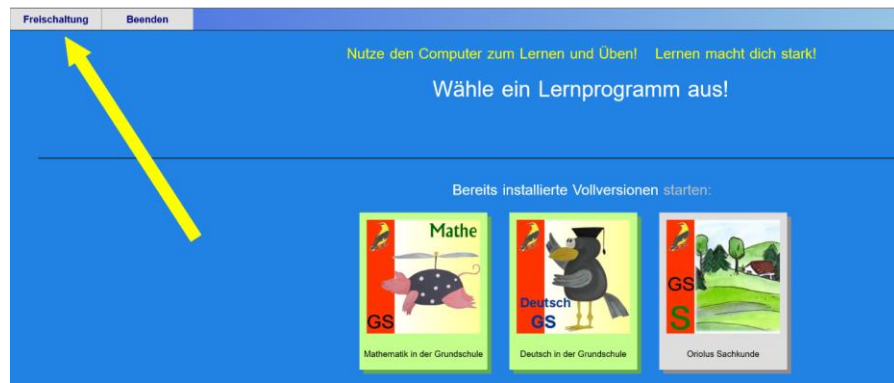 Freischaltung Beenden
Nutze den Computer zum Lernen und Üben! Lernen macht dich stark!
Wähle ein Lernprogramm aus!
Bereits installierte Vollversionen starten:
Mathe
GS
Mathematik in der Grundschule
Deutsch
GS
Deutsch in der Grundschule
GS
S
Oriolus Sachkunde